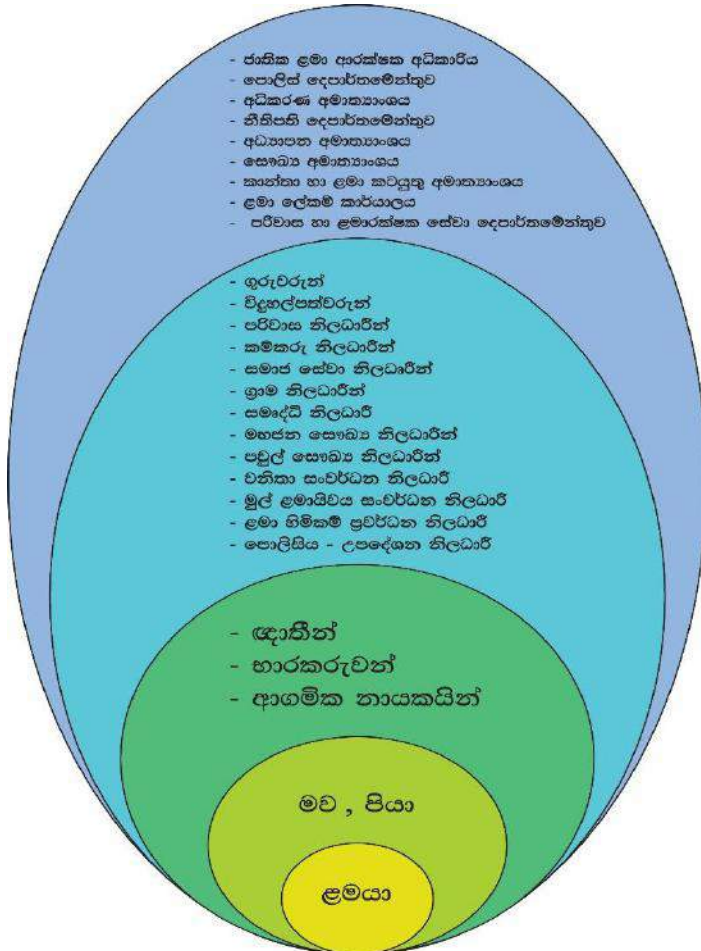 - ජාතික ළමා ආරක්ෂක අධිකාරිය
- පොලිස් දෙපාර්තමේන්තුව
- අධිකරණ අමාත්‍යාංශය
- නීතිපති දෙපාර්තමේන්තුව
- අධ්‍යාපන අමාත්‍යාංශය
- සෞඛ්‍ය අමාත්‍යාංශය
- කාන්තා හා ළමා කටයුතු අමාත්‍යාංශය
- ළමා ලේකම් කාර්යාලය
- පරිවාස හා ළමාරක්ෂක සේවා දෙපාර්තමේන්තුව
- ගුරුවරුන්
- විදුහල්පත්වරුන්
- පරිවාස නිලධාරීන්
- කම්කරු නිලධාරීන්
- සමාජ සේවා නිලධාරීන්
- ග්‍රාම නිලධාරීන්
- සමෘද්ධි නිලධාරී
- මහජන සෞඛ්‍ය නිලධාරීන්
- පවුල් සෞඛ්‍ය නිලධාරීන්
- වනිතා සංවර්ධන නිලධාරී
- මුල් ළමාවියට සංවර්ධන නිලධාරී
- ළමා හිමිකම් ප්‍රවර්ධන නිලධාරී
- පොලිසිය - උපදේශන නිලධාරී
- ඥාතීන්
- භාරකරුවන්
- ආගමික නායකයින්
මව , පියා
ළමයා